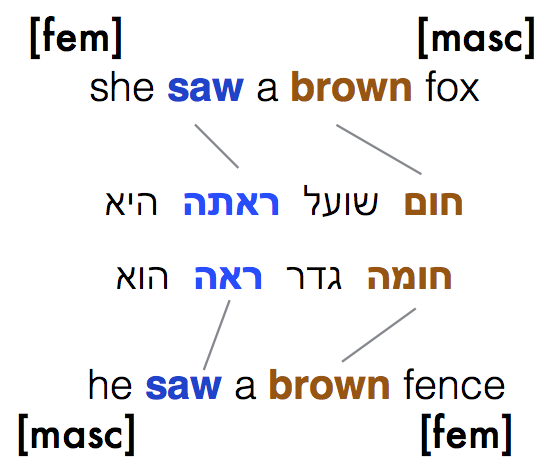 [fem] [masc]
she saw a brown fox
היא ראתה שועל חום
הוא ראה גדר חומה
he saw a brown fence
[masc] [fem]